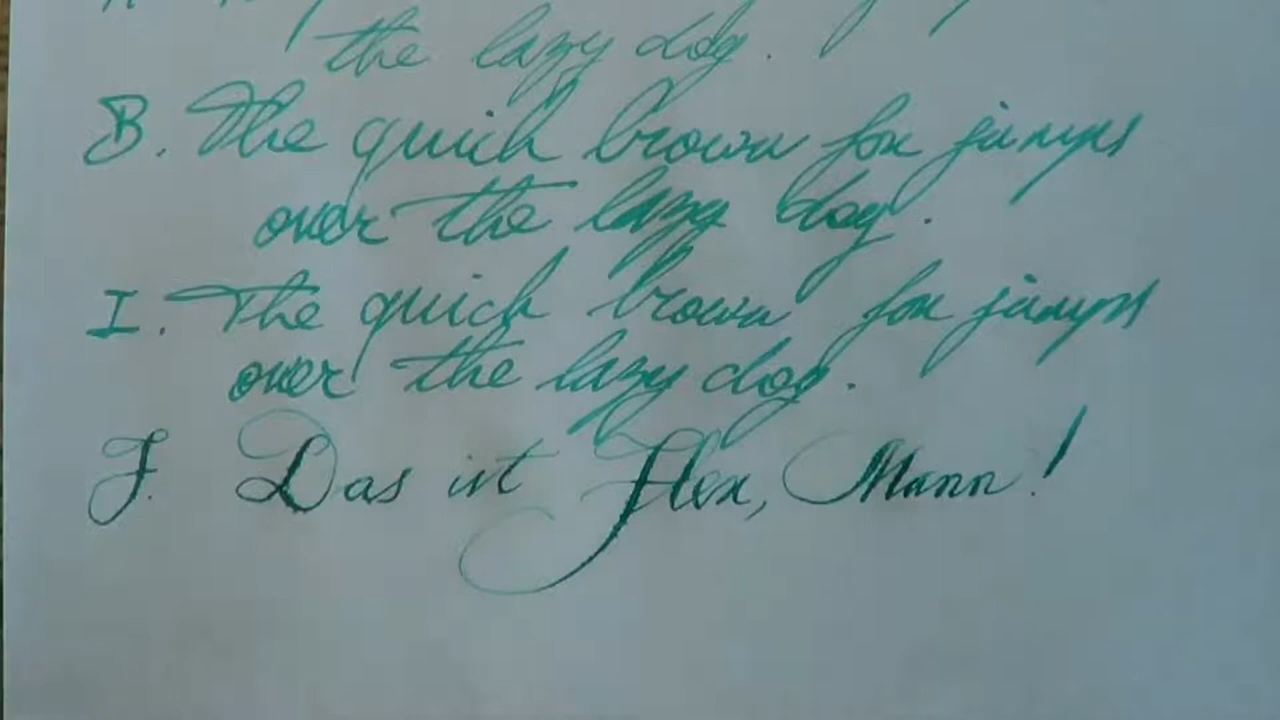 the lazy dog.
B. The quick brown fox jumps
over the lazy dog.
I. The quick brown fox jumps
over the lazy dog.
F. Das ist Flex, Mann!